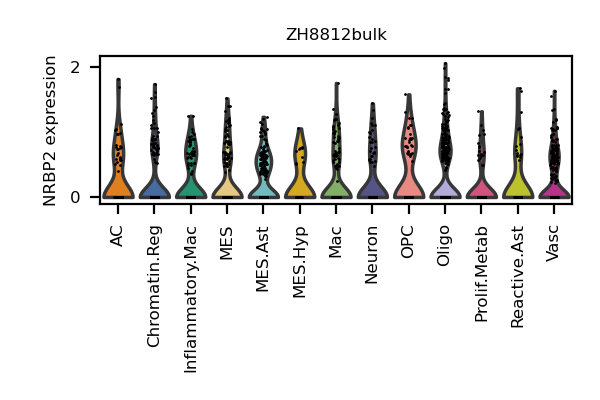 ZH8812bulk
NRBP2 expression
2
0
AC
Chromatin.Reg
Inflammatory.Mac
MES
MES.Ast
MES.Hyp
Mac
Neuron
OPC
Oligo
Prolif.Metab
Reactive.Ast
Vasc